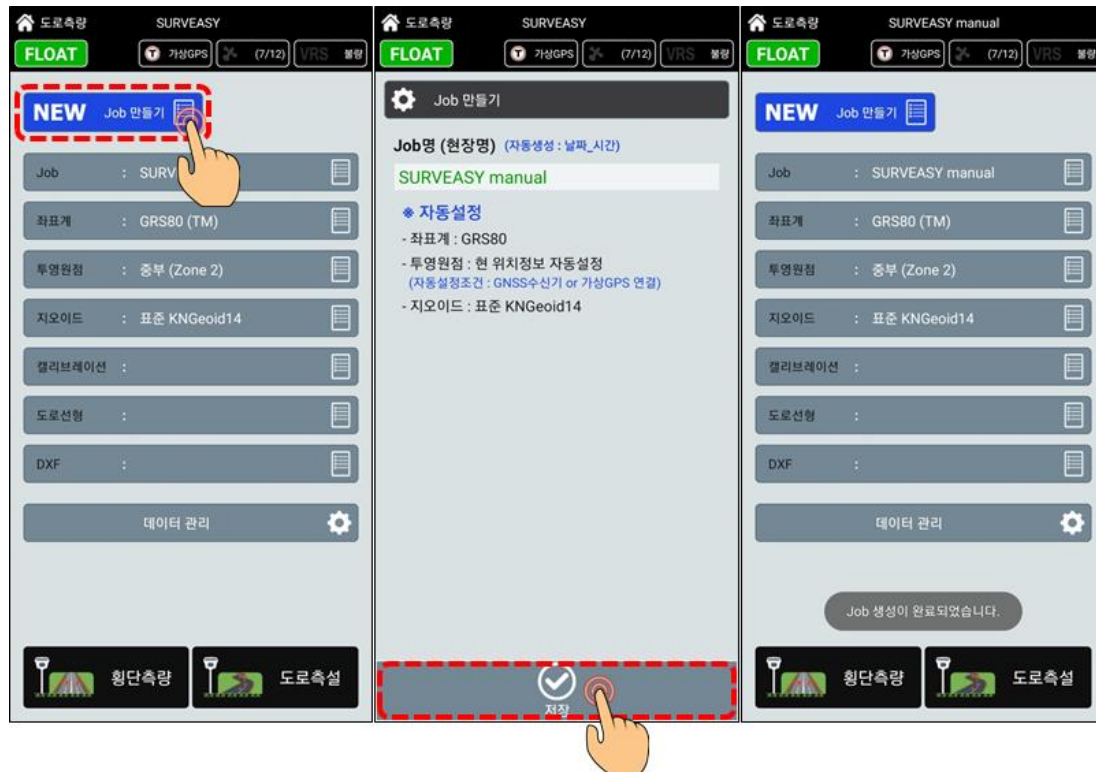 도로측량 SURVEASY
FLOAT T 가상GPS (7/12) VRS 불량
NEW Job 만들기
Job : SURV
좌표계 : GRS80 (TM)
투영원점 : 중부 (Zone 2)
지오이드 : 표준 KNGeoid14
캘리브레이션 :
도로선형 :
DXF :
데이터 관리
횡단측량 도로측설
도로측량 SURVEASY
FLOAT T 가상GPS (7/12) VRS 불량
Job 만들기
Job명 (현장명) (자동생성 : 날짜_시간)
SURVEASY manual
※ 자동설정
- 좌표계 : GRS80
- 투영원점 : 현 위치정보 자동설정
(자동설정조건 : GNSS수신기 or 가상GPS 연결)
- 지오이드 : 표준 KNGeoid14
저장
도로측량 SURVEASY manual
FLOAT T 가상GPS (7/12) VRS 불량
NEW Job 만들기
Job : SURVEASY manual
좌표계 : GRS80 (TM)
투영원점 : 중부 (Zone 2)
지오이드 : 표준 KNGeoid14
캘리브레이션 :
도로선형 :
DXF :
데이터 관리
Job 생성이 완료되었습니다.
횡단측량 도로측설